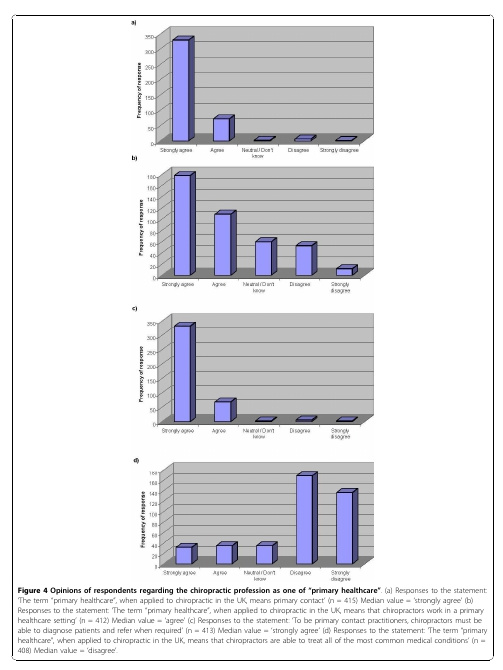 a)
350
300
250
200
150
100
50
0
Frequency of response
Strongly agree Agree Neutral/Don't know Disagree Strongly disagree
b)
180
160
140
120
100
80
60
40
20
0
Frequency of response
Strongly agree Agree Neutral/Don't know Disagree Strongly disagree
c)
350
300
250
200
150
100
50
0
Frequency of response
Strongly agree Agree Neutral/Don't know Disagree Strongly disagree
d)
180
160
140
120
100
80
60
40
20
0
Frequency of response
Strongly agree Agree Neutral/Don't know Disagree Strongly disagree
Figure 4 Opinions of respondents regarding the chiropractic profession as one of "primary healthcare". (a) Responses to the statement:
'The term "primary healthcare", when applied to chiropractic in the UK, means primary contact' (n = 415) Median value = 'strongly agree' (b)
Responses to the statement: 'The term "primary healthcare", when applied to chiropractic in the UK, means that chiropractors work in a primary
healthcare setting' (n = 412) Median value = 'agree' (c) Responses to the statement: 'To be primary contact practitioners, chiropractors must be
able to diagnose patients and refer when required' (n = 413) Median value = 'strongly agree' (d) Responses to the statement: 'The term "primary
healthcare", when applied to chiropractic in the UK, means that chiropractors are able to treat all of the most common medical conditions' (n =
408) Median value = 'disagree'.